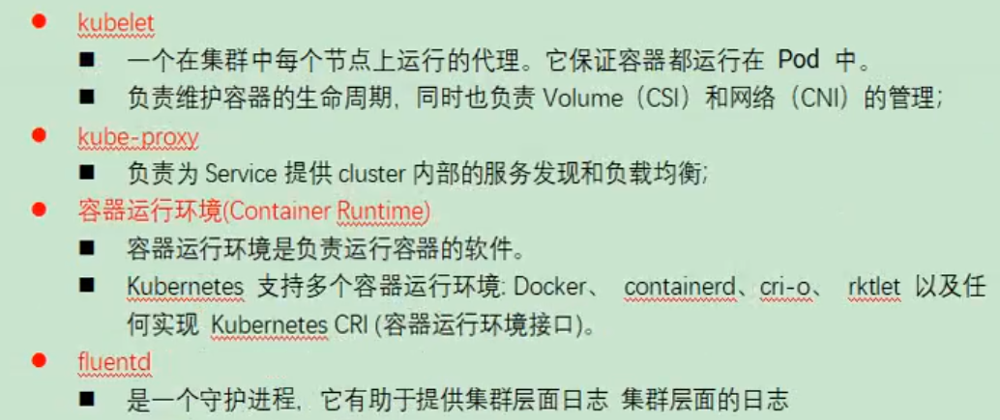 kubelet
一个在集群中每个节点上运行的代理。它保证容器都运行在 Pod 中。
负责维护容器的生命周期，同时也负责 Volume（CSI）和网络（CNI）的管理；
kube-proxy
负责为 Service 提供 cluster 内部的服务发现和负载均衡；
容器运行环境(Container Runtime)
容器运行环境是负责运行容器的软件。
Kubernetes 支持多个容器运行环境: Docker、 containerd、cri-o、 rktlet 以及任
何实现 Kubernetes CRI (容器运行环境接口)。
fluentd
是一个守护进程，它有助于提供集群层面日志 集群层面的日志